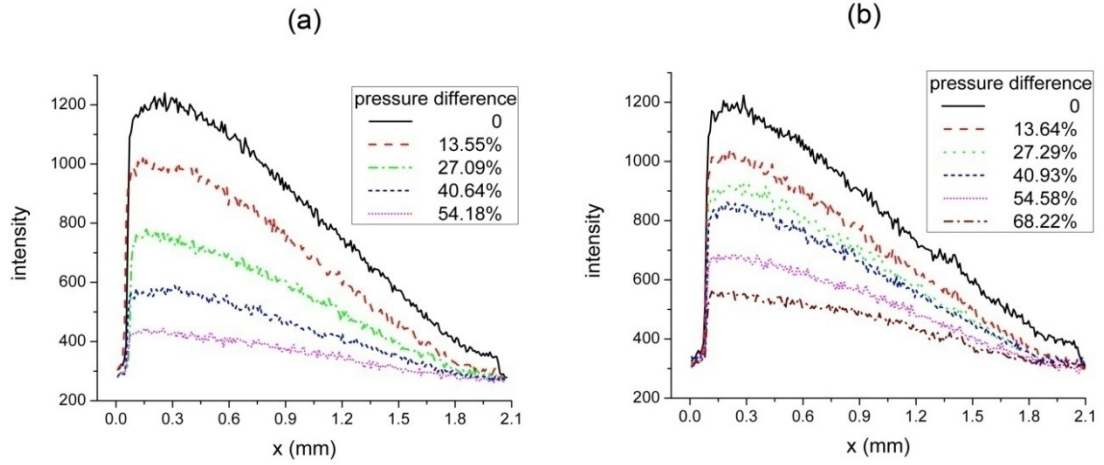 (a)
1200
1000
800
600
400
200
intensity
0.0 0.3 0.6 0.9 1.2 1.5 1.8 2.1
x (mm)
pressure difference
0
13.55%
27.09%
40.64%
54.18%
(b)
1200
1000
800
600
400
200
intensity
0.0 0.3 0.6 0.9 1.2 1.5 1.8 2.1
x (mm)
pressure difference
0
13.64%
27.29%
40.93%
54.58%
68.22%